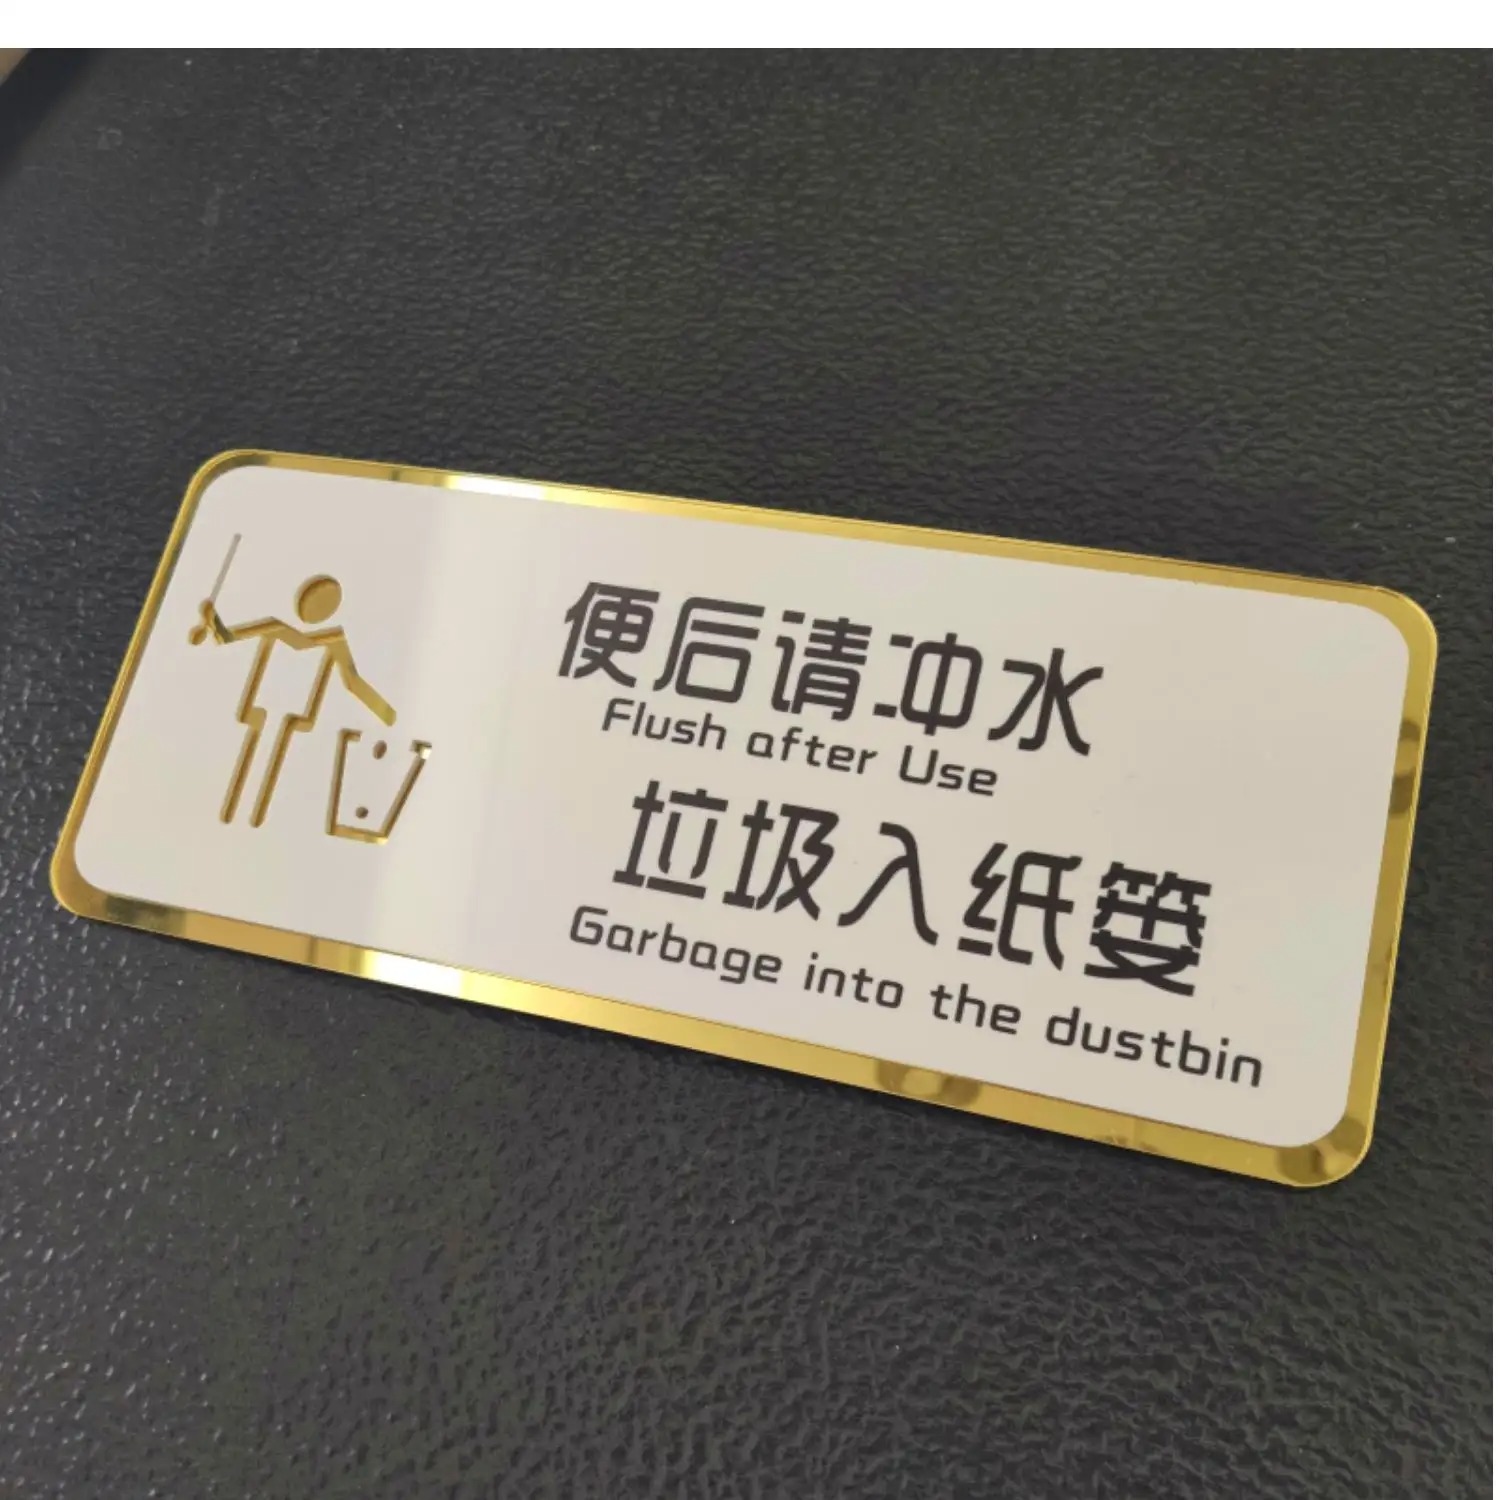 便后请冲水
Flush after Use
垃圾入纸篓
Garbage into the dustbin